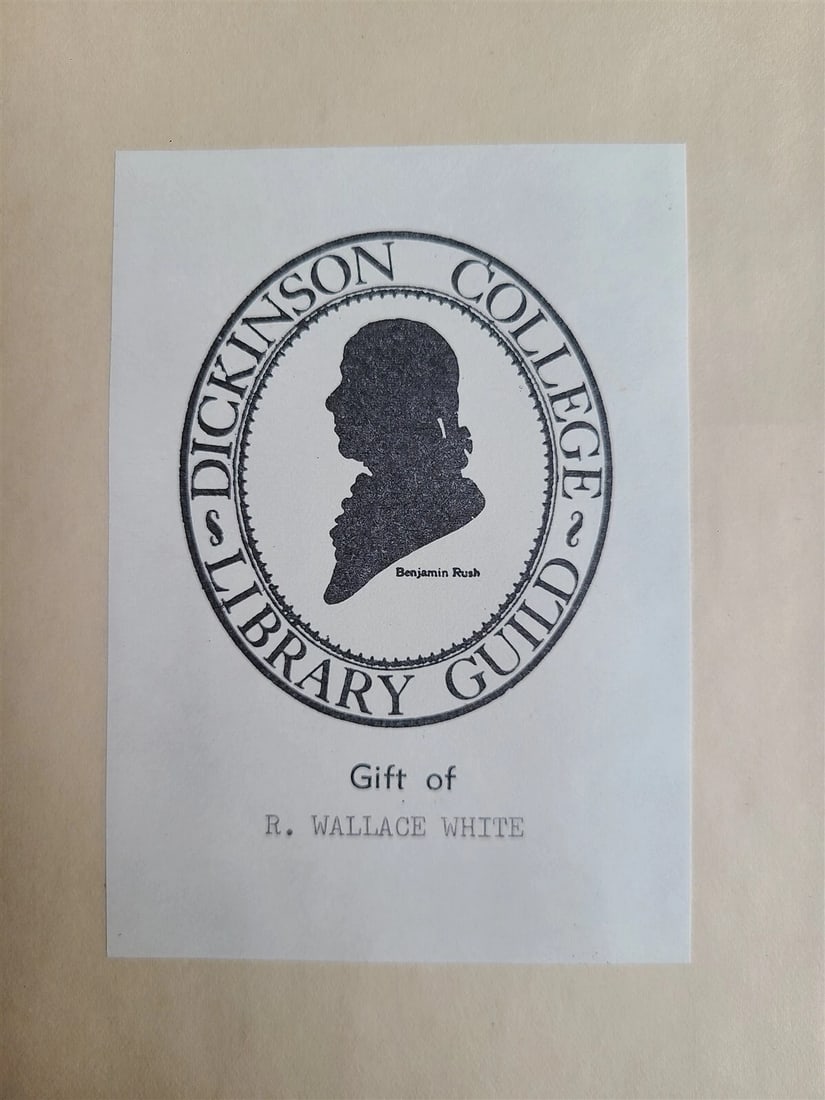 DICKINSON COLLEGE
LIBRARY GUILD
Benjamin Rush
Gift of
R. WALLACE WHITE